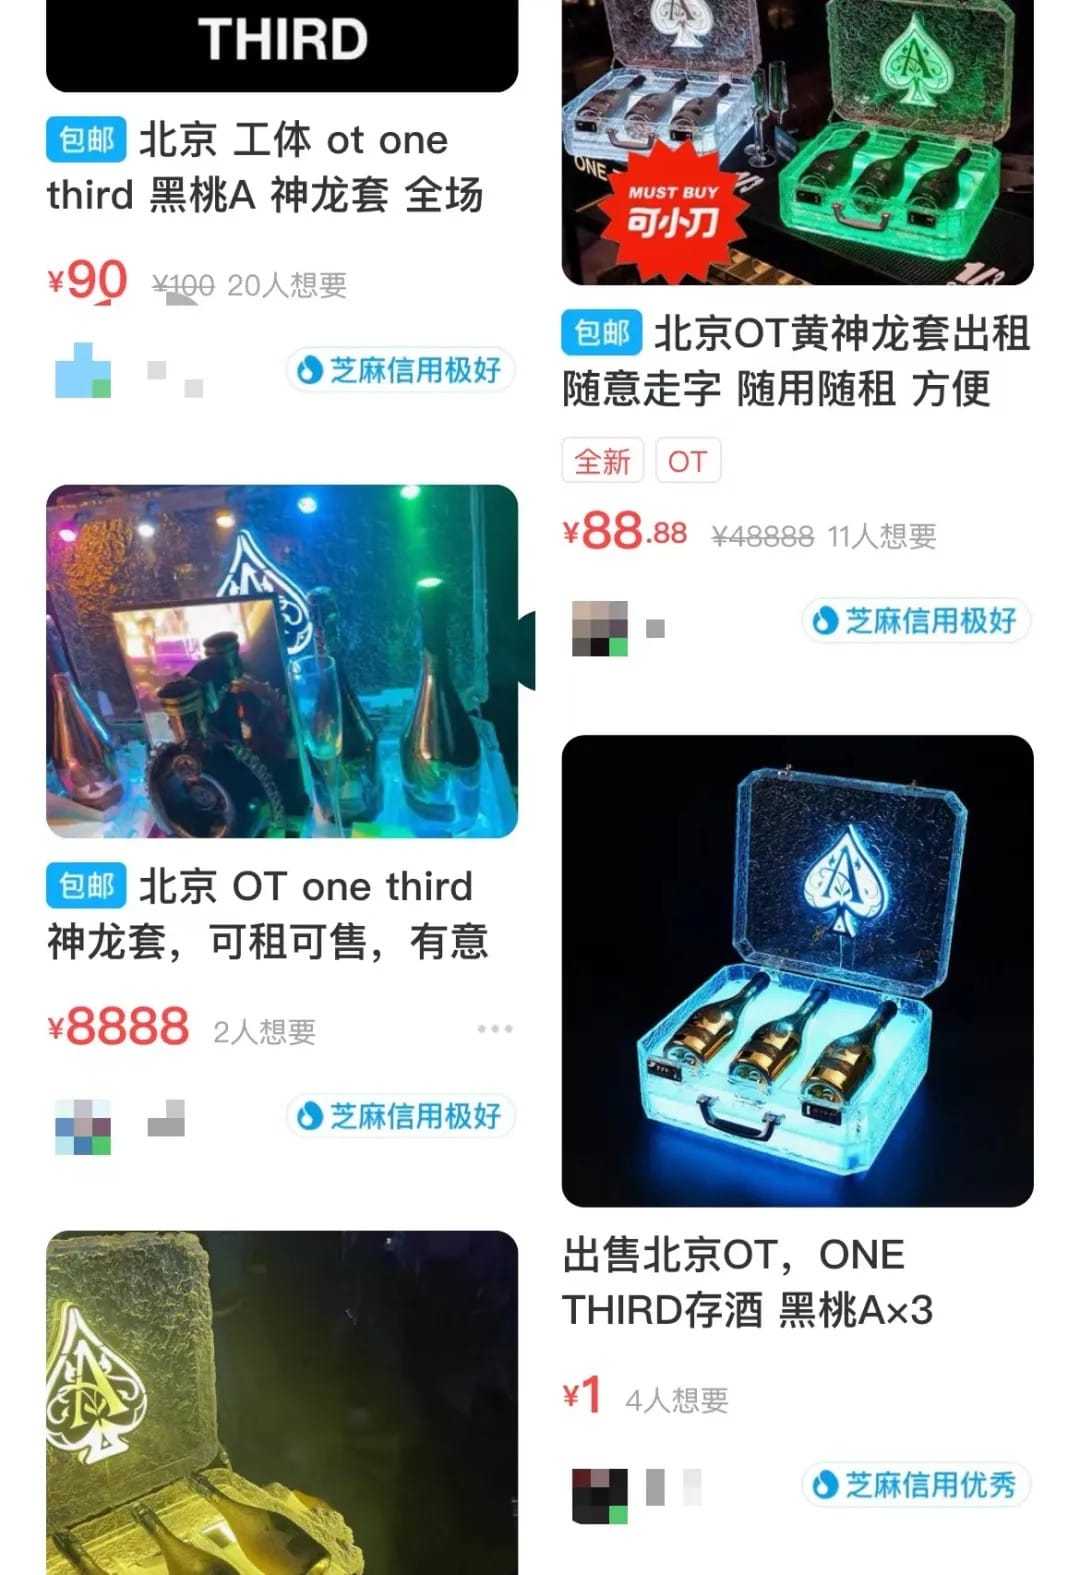 THIRD
包邮 北京 工体 ot one
third 黑桃A 神龙套 全场
¥90 ¥100 20人想要
芝麻信用极好
包邮 北京 OT one third
神龙套，可租可售，有意
¥8888 2人想要
芝麻信用极好
A
A
A
ONE
MUST BUY
可小刀
1/3
包邮 北京OT黄神龙套出租
随意走字 随用随租 方便
全新 OT
¥88.88 ¥48888 11人想要
芝麻信用极好
A
出售北京OT，ONE
THIRD存酒 黑桃A×3
¥1 4人想要
芝麻信用优秀